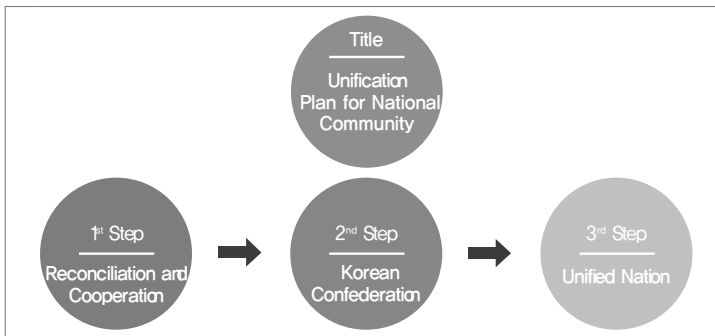 Title
Unification
Plan for National
Community
1st Step
Reconciliation and
Cooperation
2nd Step
Korean
Confederation
3rd Step
Unified Nation